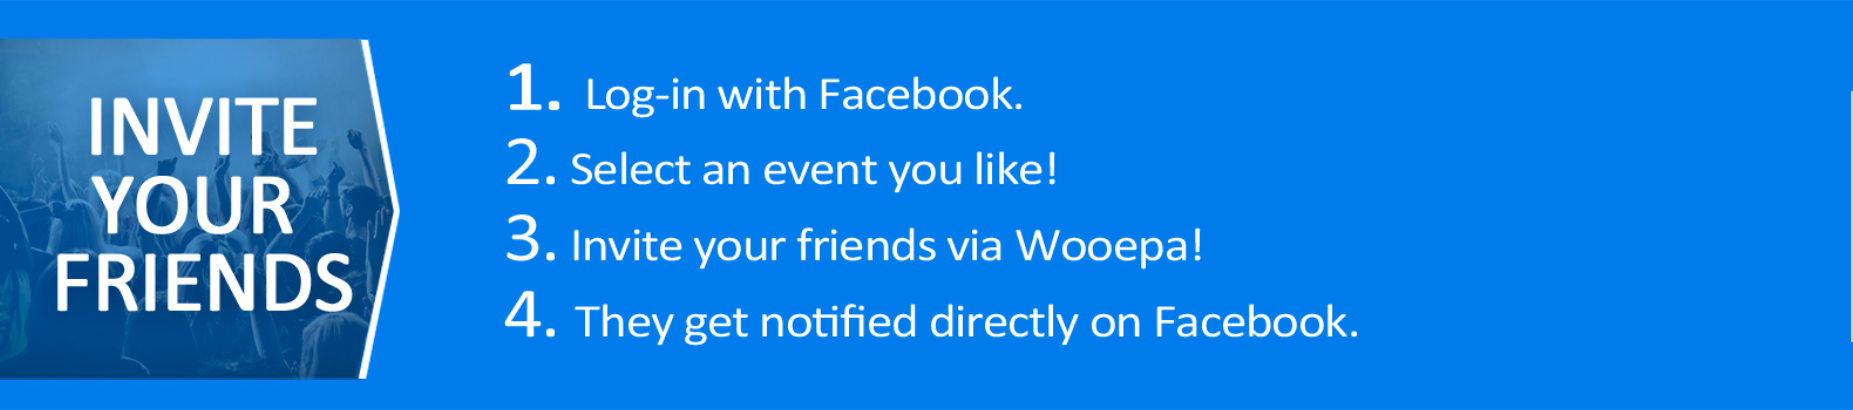 INVITE
YOUR
FRIENDS
1. Log-in with Facebook.
2. Select an event you like!
3. Invite your friends via Wooepa!
4. They get notified directly on Facebook.